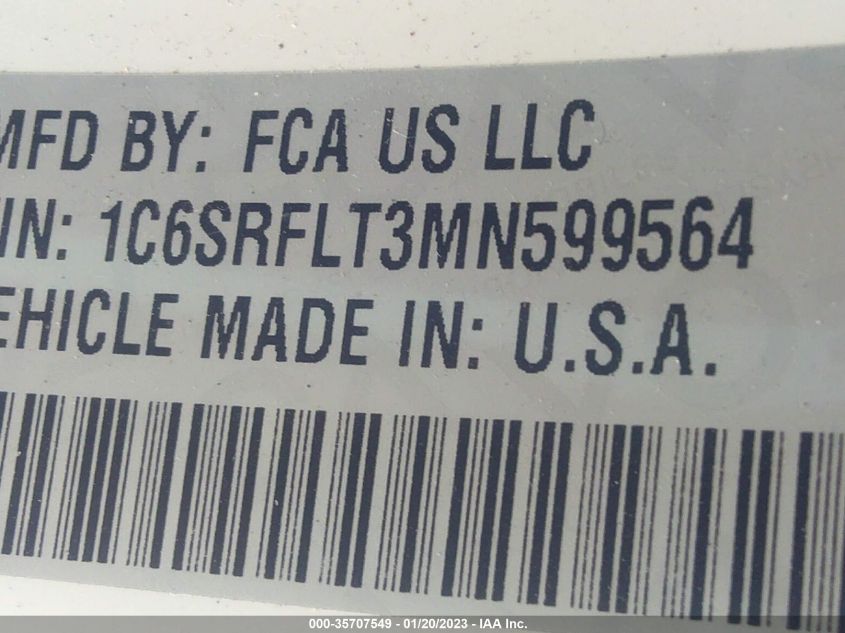 MFD BY: FCA US LLC
IN: 1C6SRFLT3MN599564
EHICLE MADE IN: U.S.A.
000-35707549 - 01/20/2023 - IAA Inc.